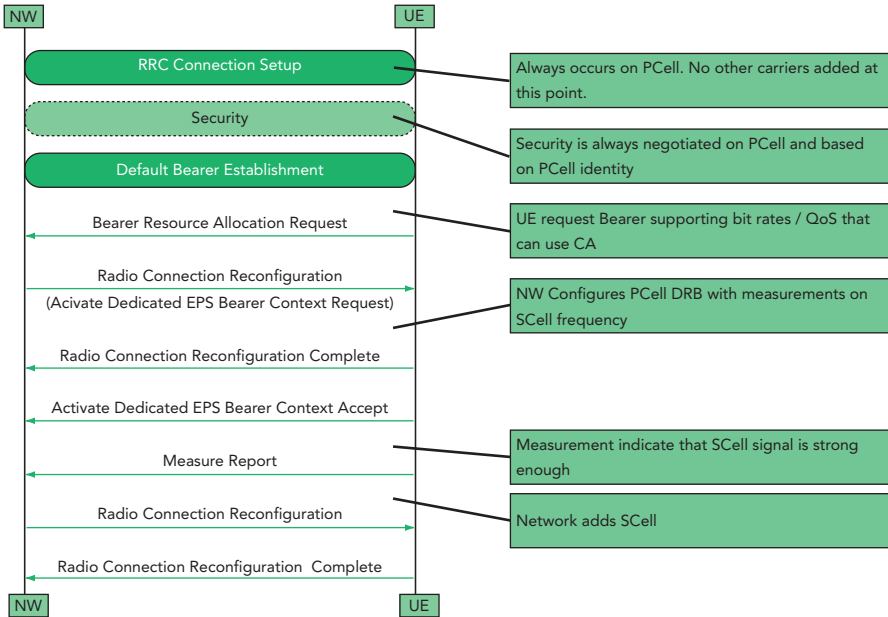 NW
UE
RRC Connection Setup
Always occurs on PCell. No other carriers added at
this point.
Security
Security is always negotiated on PCell and based
on PCell identity
Default Bearer Establishment
Bearer Resource Allocation Request
UE request Bearer supporting bit rates / QoS that
can use CA
Radio Connection Reconfiguration
(Acivate Dedicated EPS Bearer Context Request)
NW Configures PCell DRB with measurements on
SCell frequency
Radio Connection Reconfiguration Complete
Activate Dedicated EPS Bearer Context Accept
Measurement indicate that SCell signal is strong
enough
Measure Report
Radio Connection Reconfiguration
Network adds SCell
Radio Connection Reconfiguration Complete
NW
UE